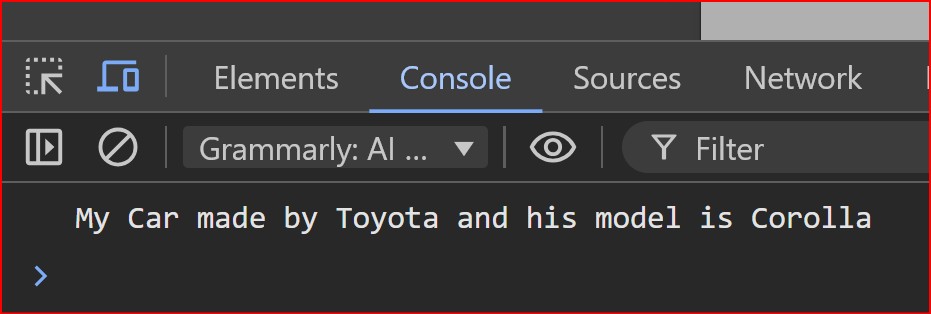 Elements Console Sources Network
Grammarly: AI ... Filter
My Car made by Toyota and his model is Corolla